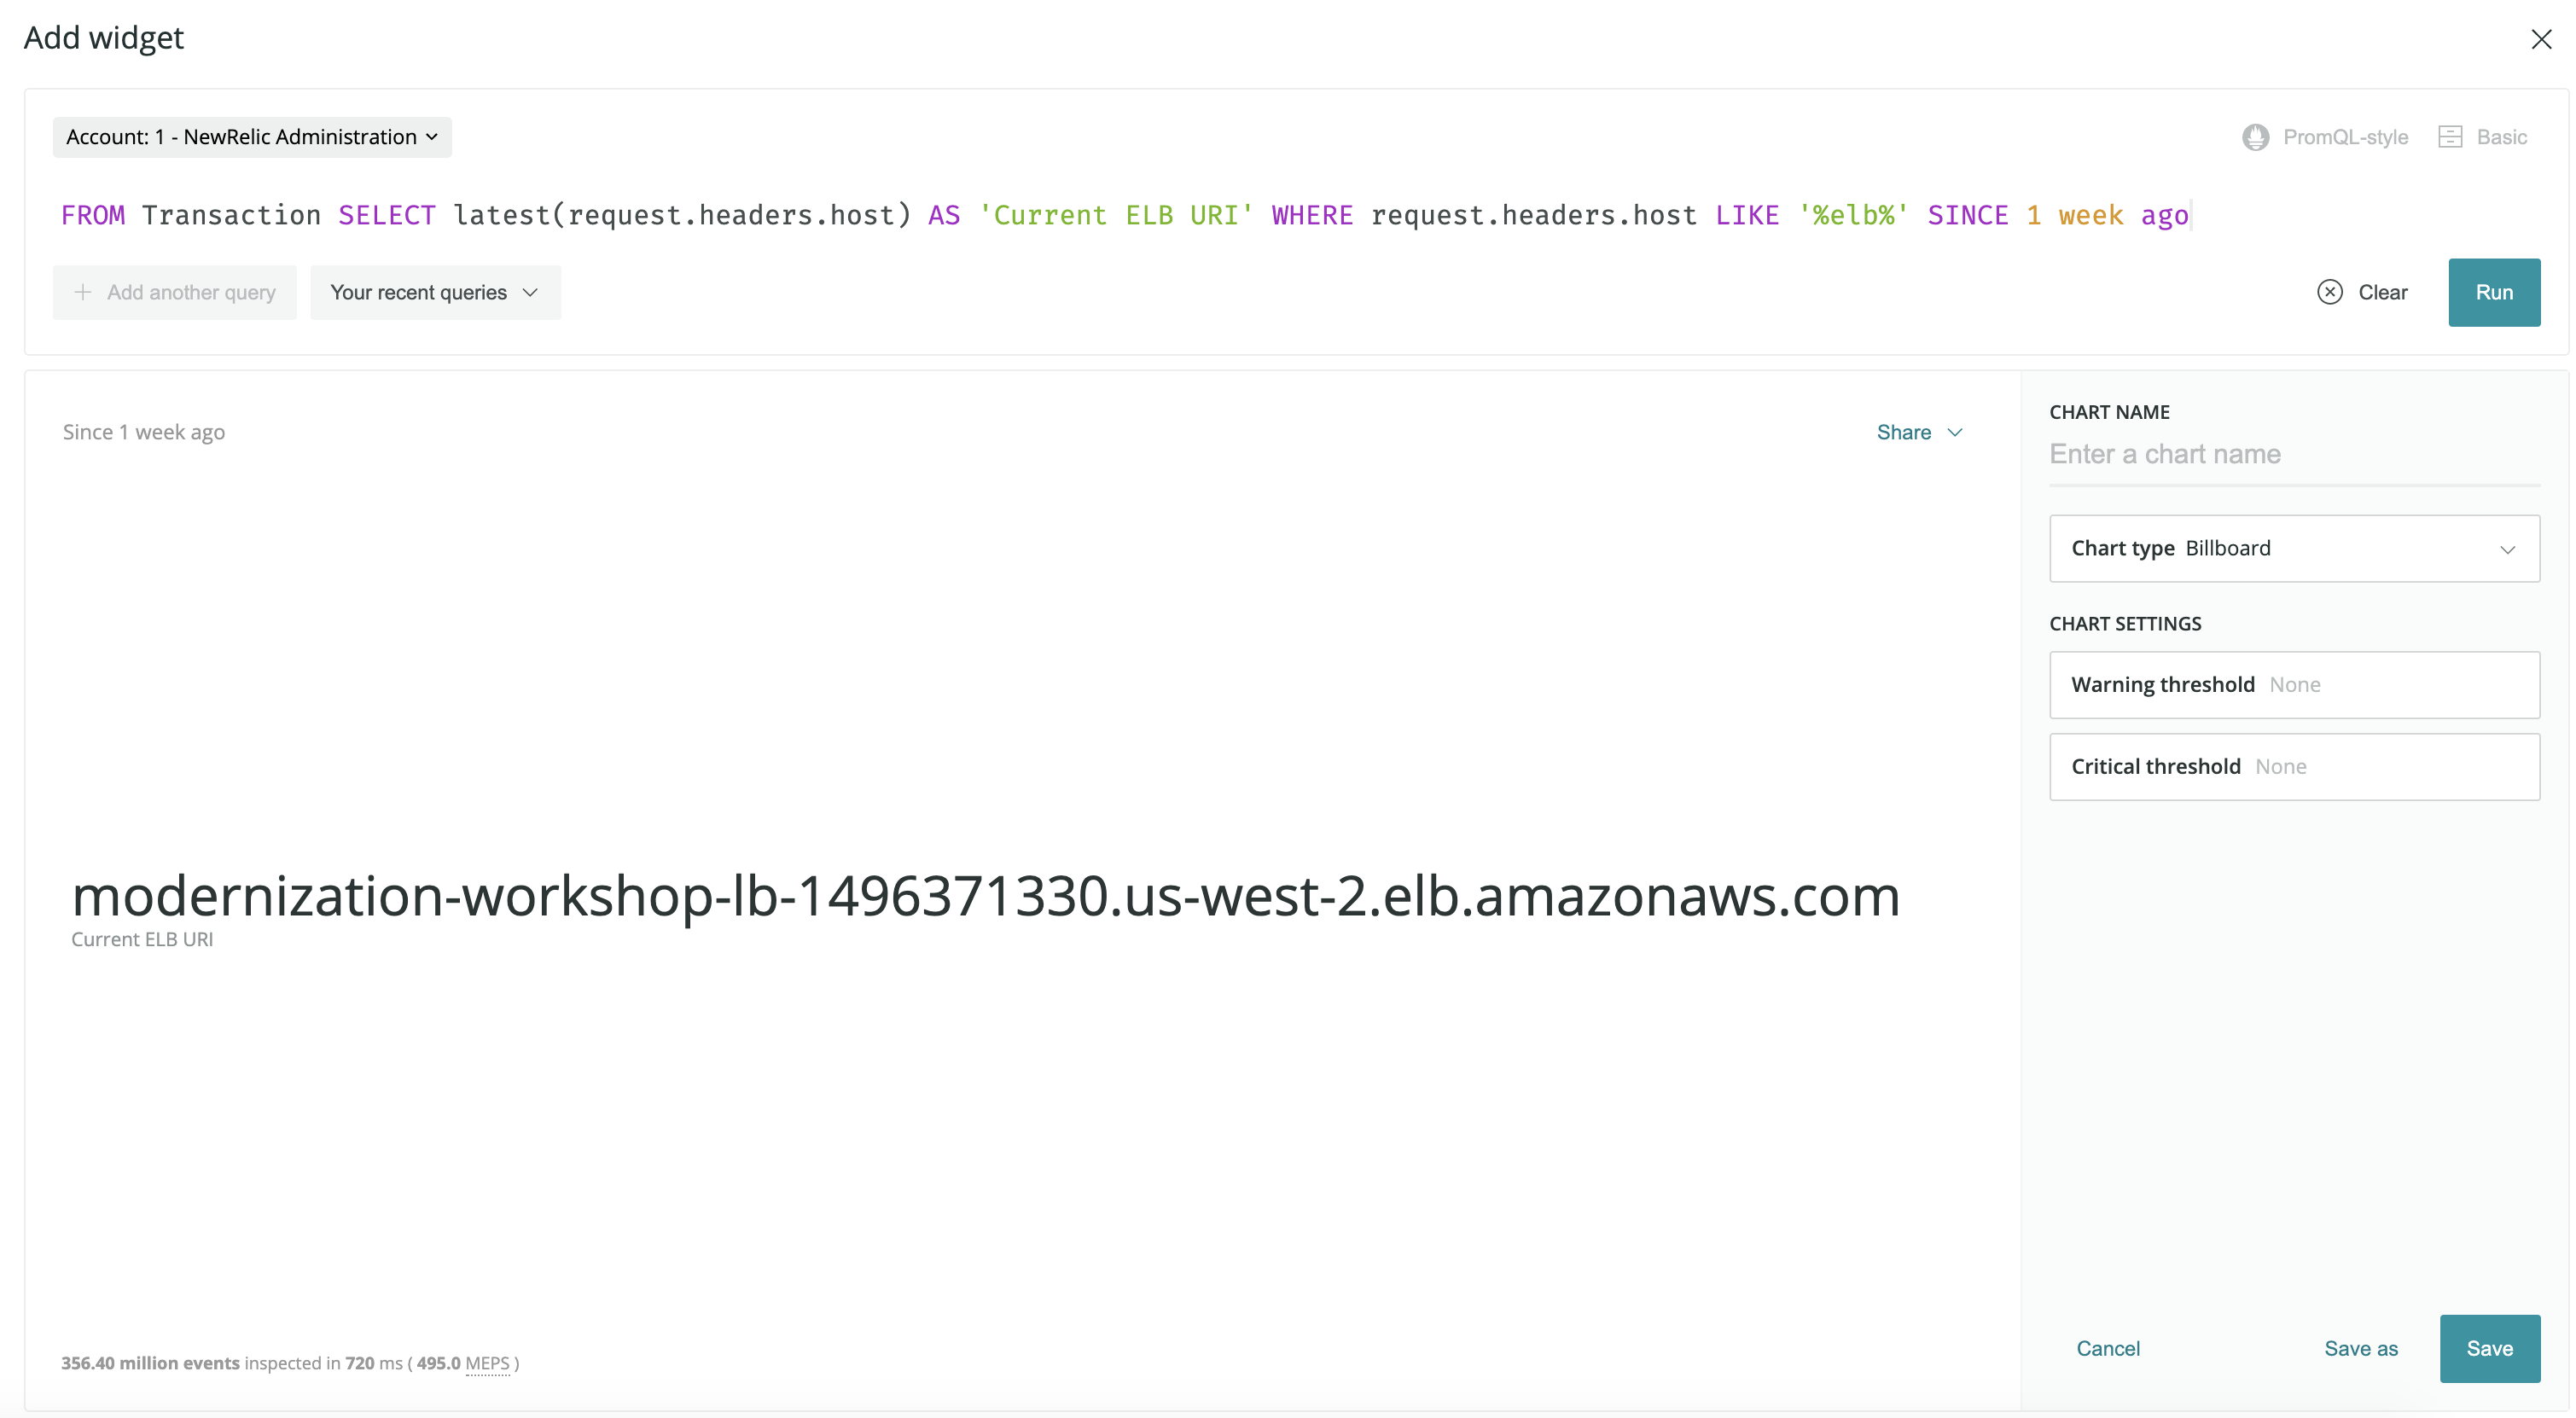 Add widget
Account: 1 - NewRelic Administration
PromQL-style
Basic
FROM Transaction SELECT latest(request.headers.host) AS 'Current ELB URI' WHERE request.headers.host LIKE '%elb%' SINCE 1 week ago
Add another query
Your recent queries
Clear
Run
Since 1 week ago
Share
CHART NAME
Enter a chart name
Chart type Billboard
CHART SETTINGS
Warning threshold None
Critical threshold None
modernization-workshop-lb-1496371330.us-west-2.elb.amazonaws.com
Current ELB URI
356.40 million events inspected in 720 ms ( 495.0 MEPS )
Cancel
Save as
Save